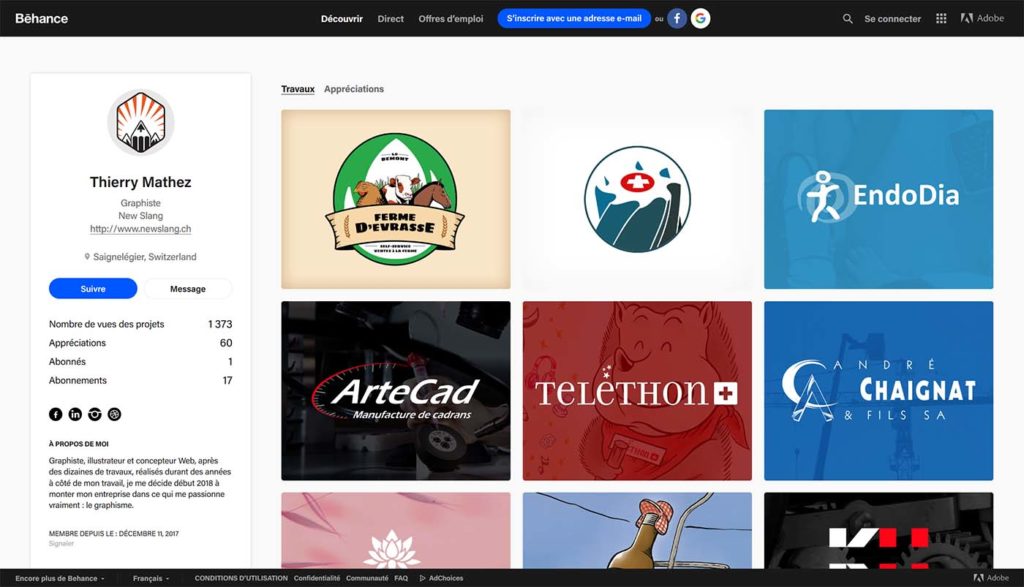 Bēhance
Découvrir
Direct
Offres d'emploi
S'inscrire avec une adresse e-mail
ou
Se connecter
Adobe
Thierry Mathez
Graphiste
New Slang
http://www.newslang.ch
Saignelégier, Switzerland
Suivre
Message
Nombre de vues des projets 1 373
Appréciations 60
Abonnés 1
Abonnements 17
À PROPOS DE MOI
Graphiste, illustrateur et concepteur Web, après
des dizaines de travaux, réalisés durant des années
à côté de mon travail, je me décide début 2018 à
monter mon entreprise dans ce qui me passionne
vraiment : le graphisme.
MEMBRE DEPUIS LE : DÉCEMBRE 11, 2017
Signaler
Travaux
Appréciations
LE
BEMONT
FERME
D'EVRASSE
SELF-SERVICE
VENTES À LA FERME
EndoDia
ArteCad
Manufacture de cadrans
TELÉTHON
ANDRÉ
CHAIGNAT
& FILS SA
Encore plus de Behance
Français
CONDITIONS D'UTILISATION
Confidentialité
Communauté
FAQ
AdChoices
Adobe